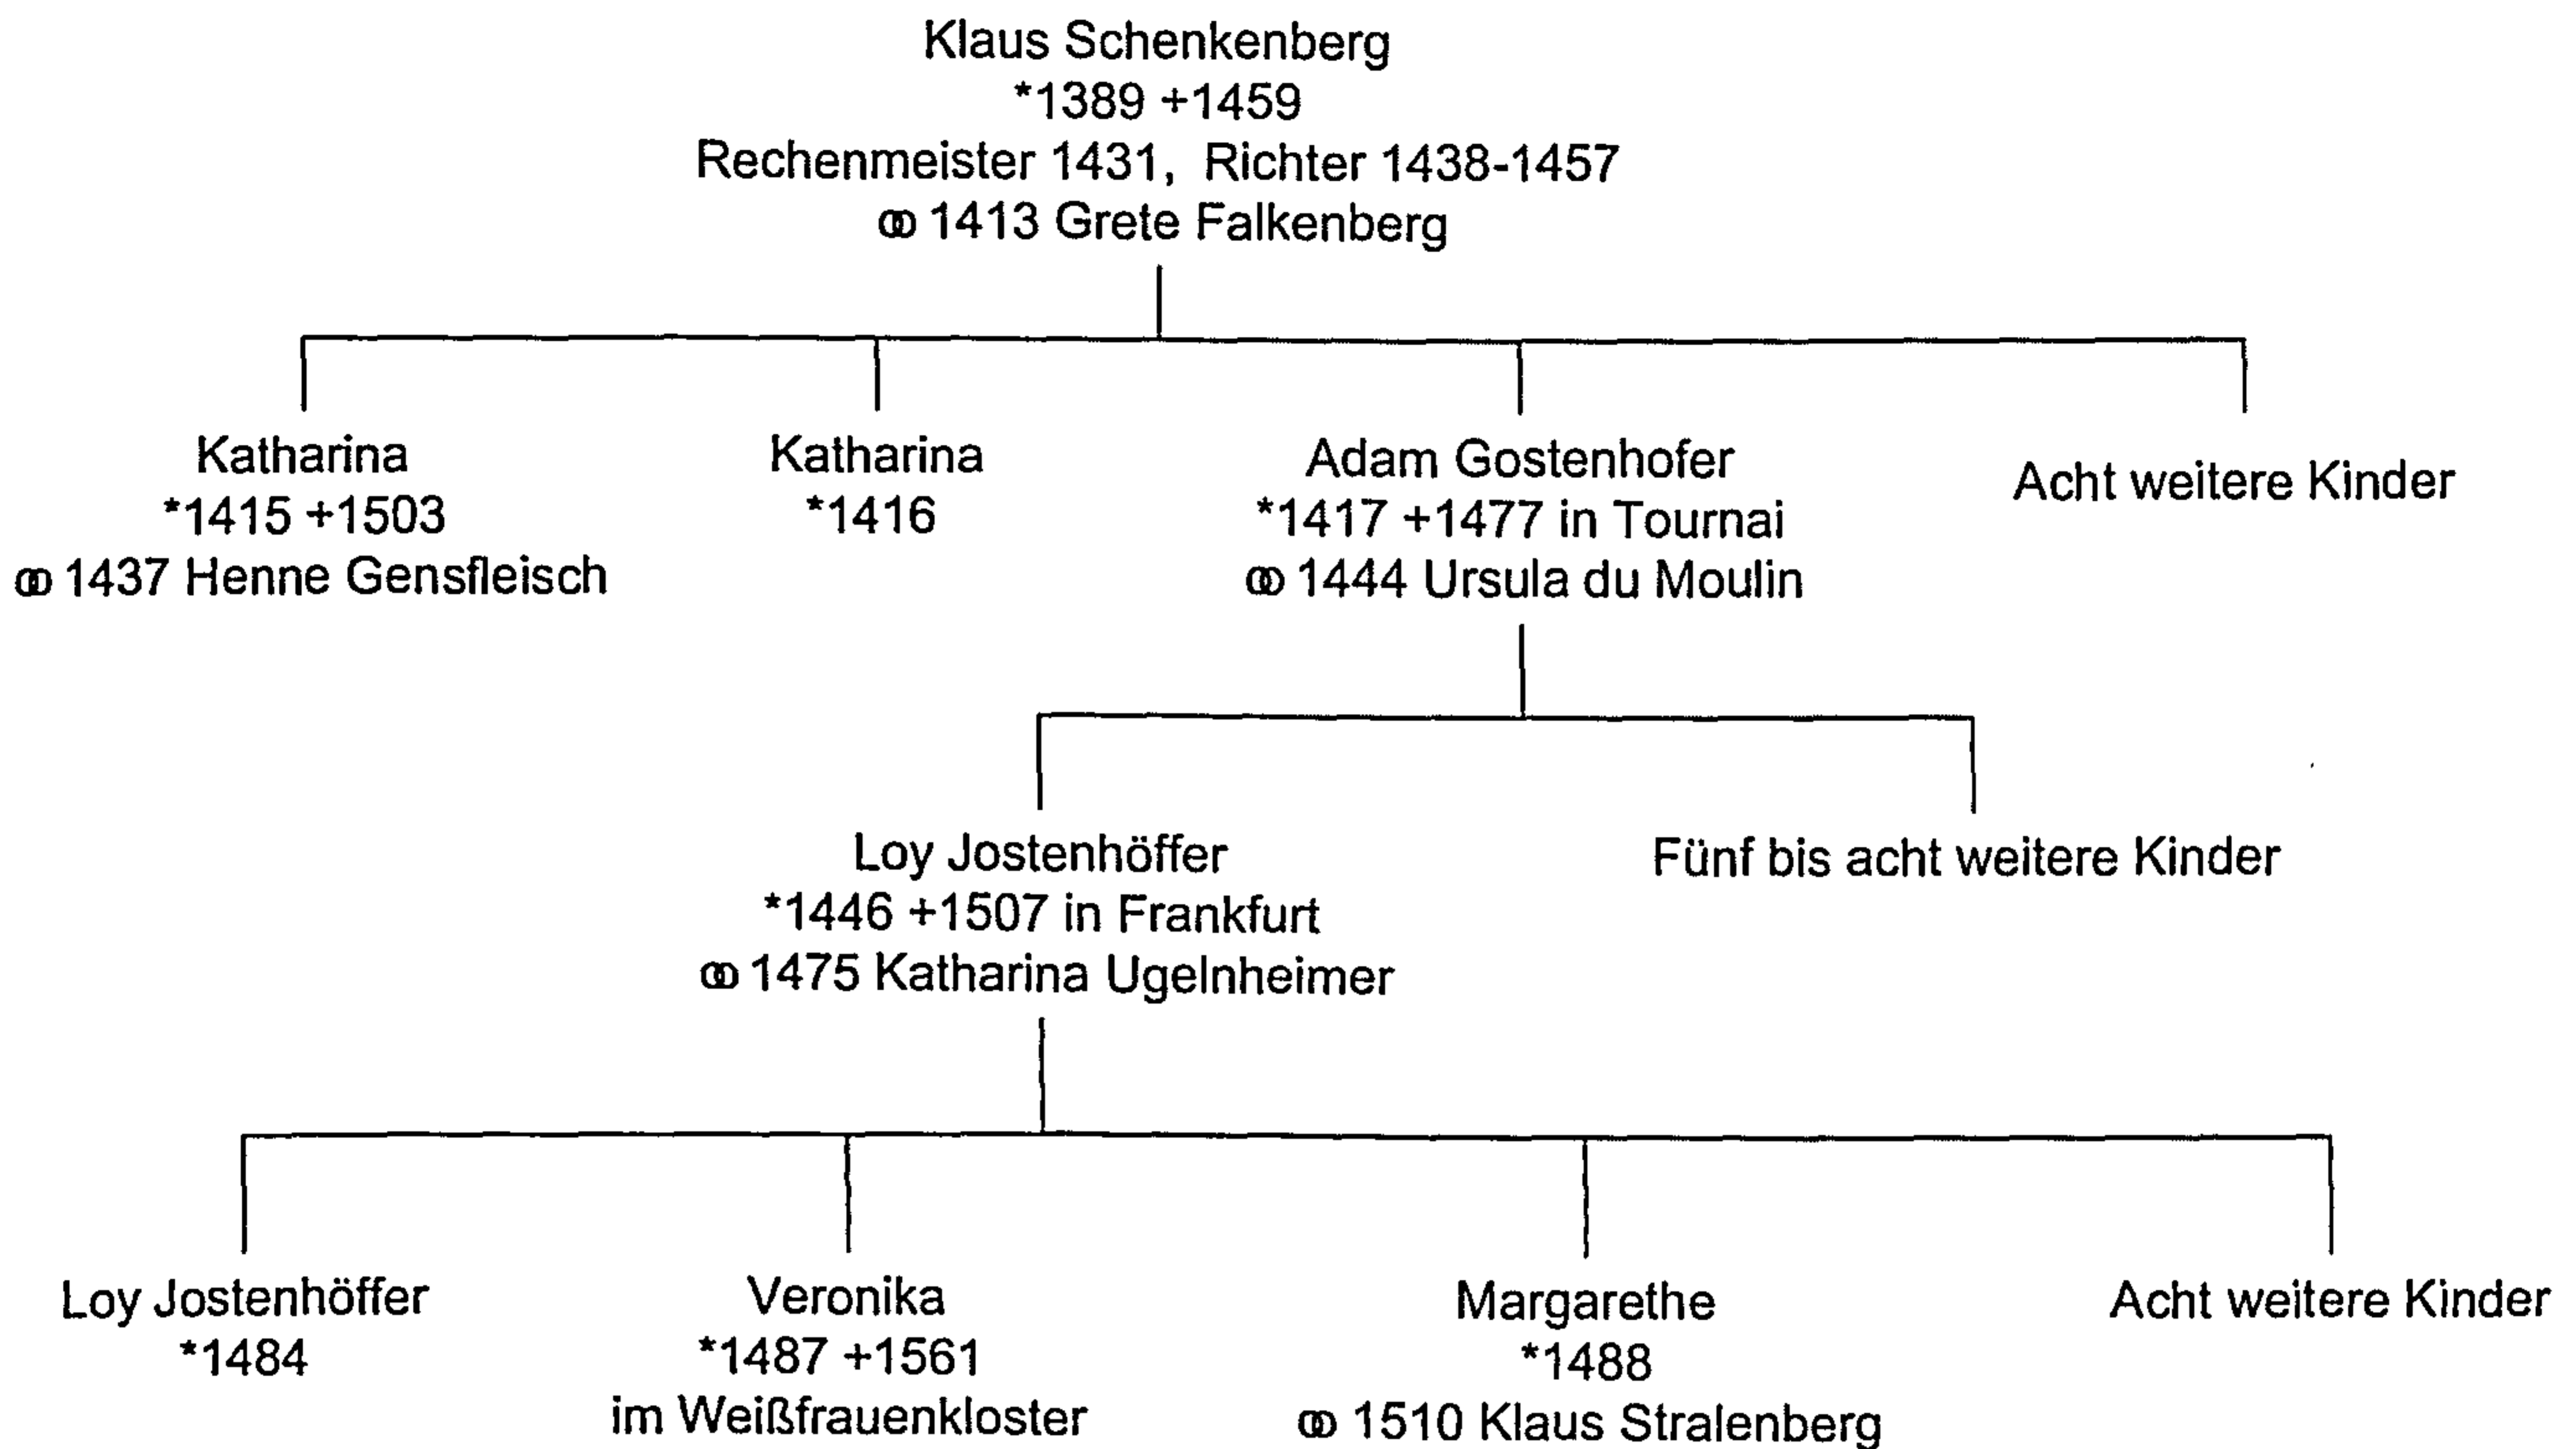 Klaus Schenkenberg
*1389 +1459
Rechenmeister 1431, Richter 1438-1457
⚭ 1413 Grete Falkenberg
Katharina
*1415 +1503
⚭ 1437 Henne Gensfleisch
Katharina
*1416
Adam Gostenhofer
*1417 +1477 in Tournai
⚭ 1444 Ursula du Moulin
Acht weitere Kinder
Loy Jostenhöffer
*1446 +1507 in Frankfurt
⚭ 1475 Katharina Ugelnheimer
Fünf bis acht weitere Kinder
Loy Jostenhöffer
*1484
Veronika
*1487 +1561
im Weißfrauenkloster
Margarethe
*1488
⚭ 1510 Klaus Stralenberg
Acht weitere Kinder